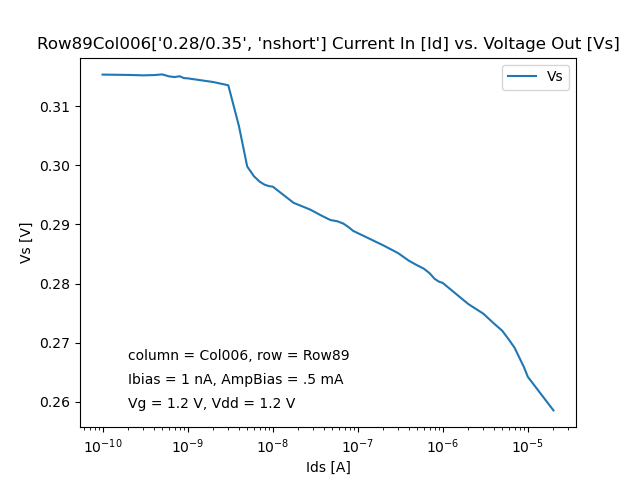 Row89Col006['0.28/0.35', 'nshort'] Current In [Id] vs. Voltage Out [Vs]
Vs
0.31
0.30
0.29
0.28
0.27
0.26
Vs [V]
column = Col006, row = Row89
Ibias = 1 nA, AmpBias = .5 mA
Vg = 1.2 V, Vdd = 1.2 V
10⁻¹⁰ 10⁻⁹ 10⁻⁸ 10⁻⁷ 10⁻⁶ 10⁻⁵
Ids [A]